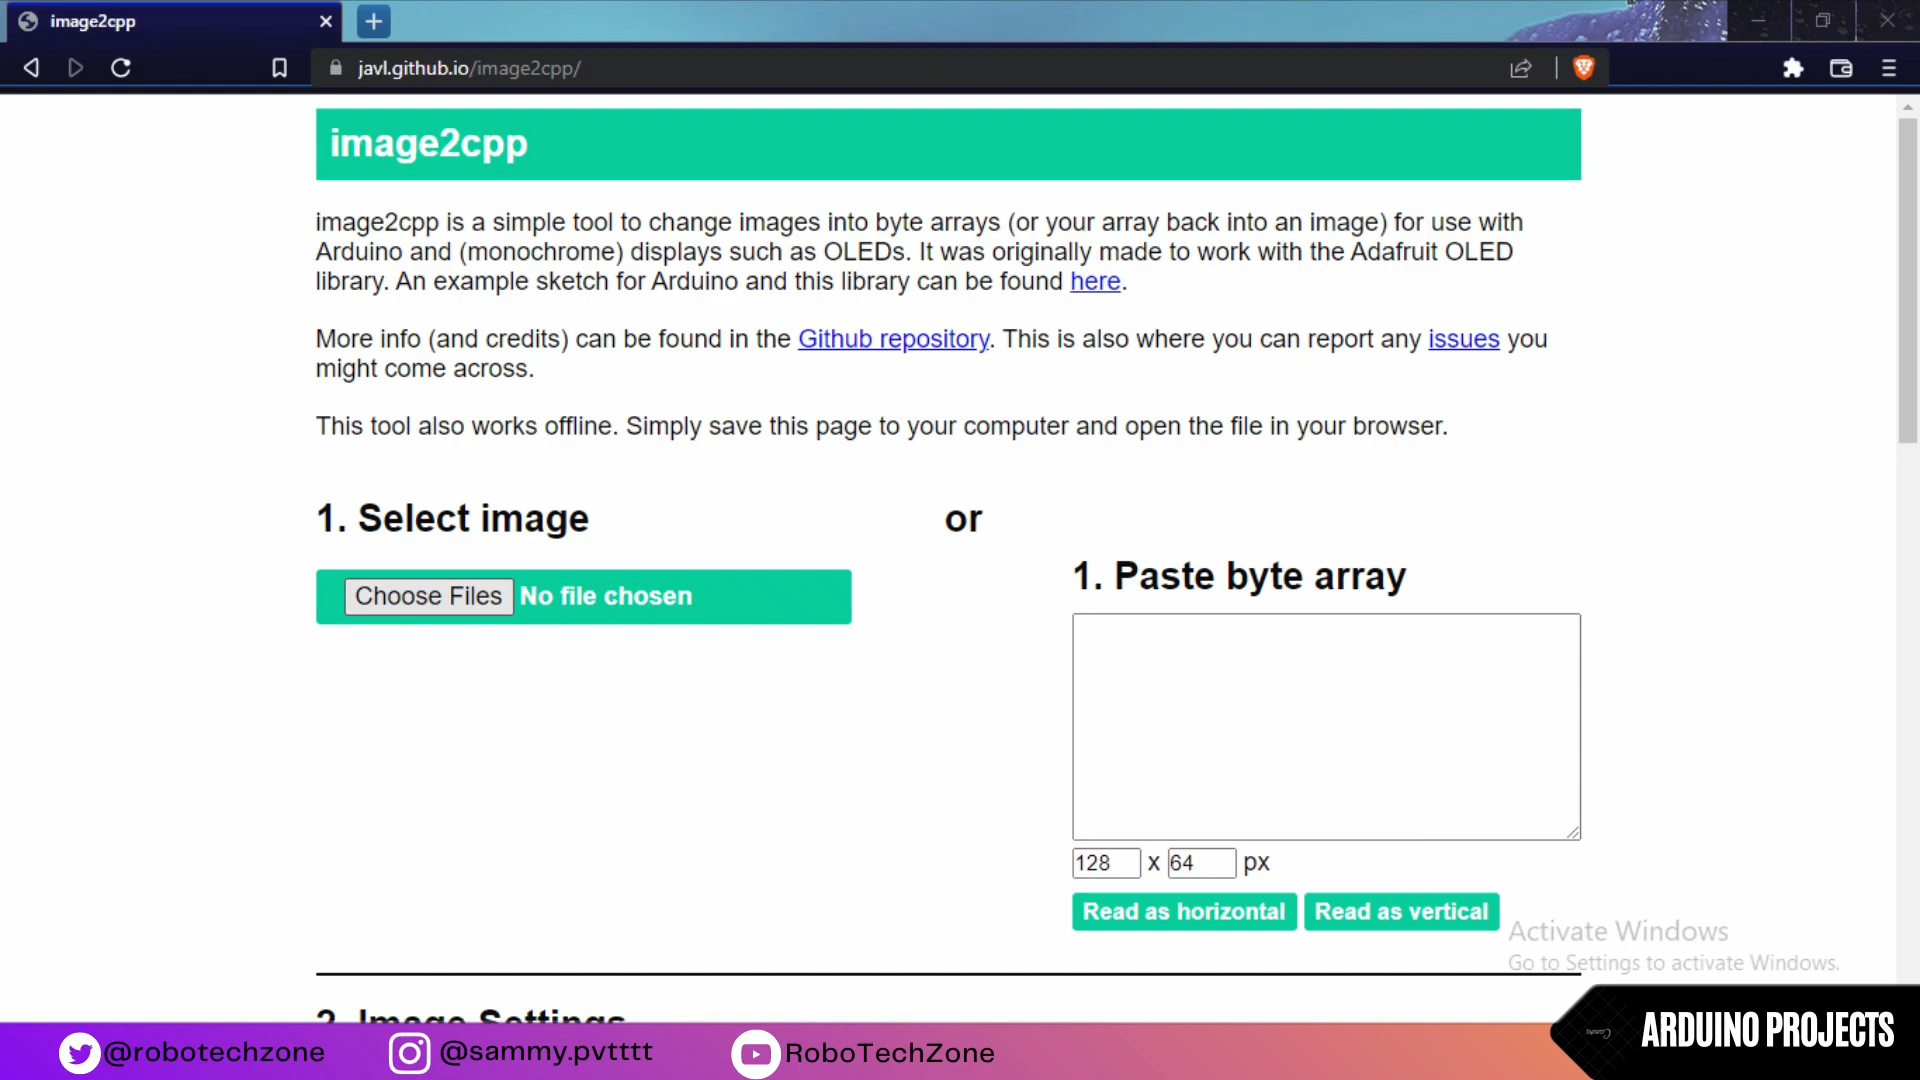 image2cpp
javl.github.io/image2cpp/
image2cpp
image2cpp is a simple tool to change images into byte arrays (or your array back into an image) for use with
Arduino and (monochrome) displays such as OLEDs. It was originally made to work with the Adafruit OLED
library. An example sketch for Arduino and this library can be found here.
More info (and credits) can be found in the Github repository. This is also where you can report any issues you
might come across.
This tool also works offline. Simply save this page to your computer and open the file in your browser.
1. Select image
or
Choose Files No file chosen
1. Paste byte array
128 x 64 px
Read as horizontal Read as vertical
Activate Windows
Go to Settings to activate Windows.
2. Image Settings
@robotechzone @sammy.pvtttt RoboTechZone
ARDUINO PROJECTS